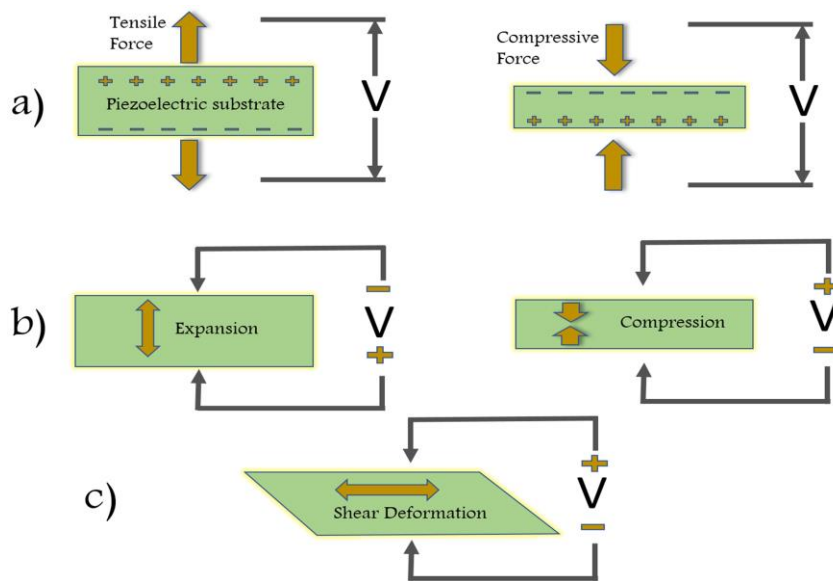 Tensile
Force
Compressive
Force
a)
+ + + + + + +
Piezoelectric substrate
− − − − − − −
V
− − − − − − −
+ + + + + + +
V
b)
Expansion
−
V
+
Compression
+
V
−
c)
Shear Deformation
+
V
−